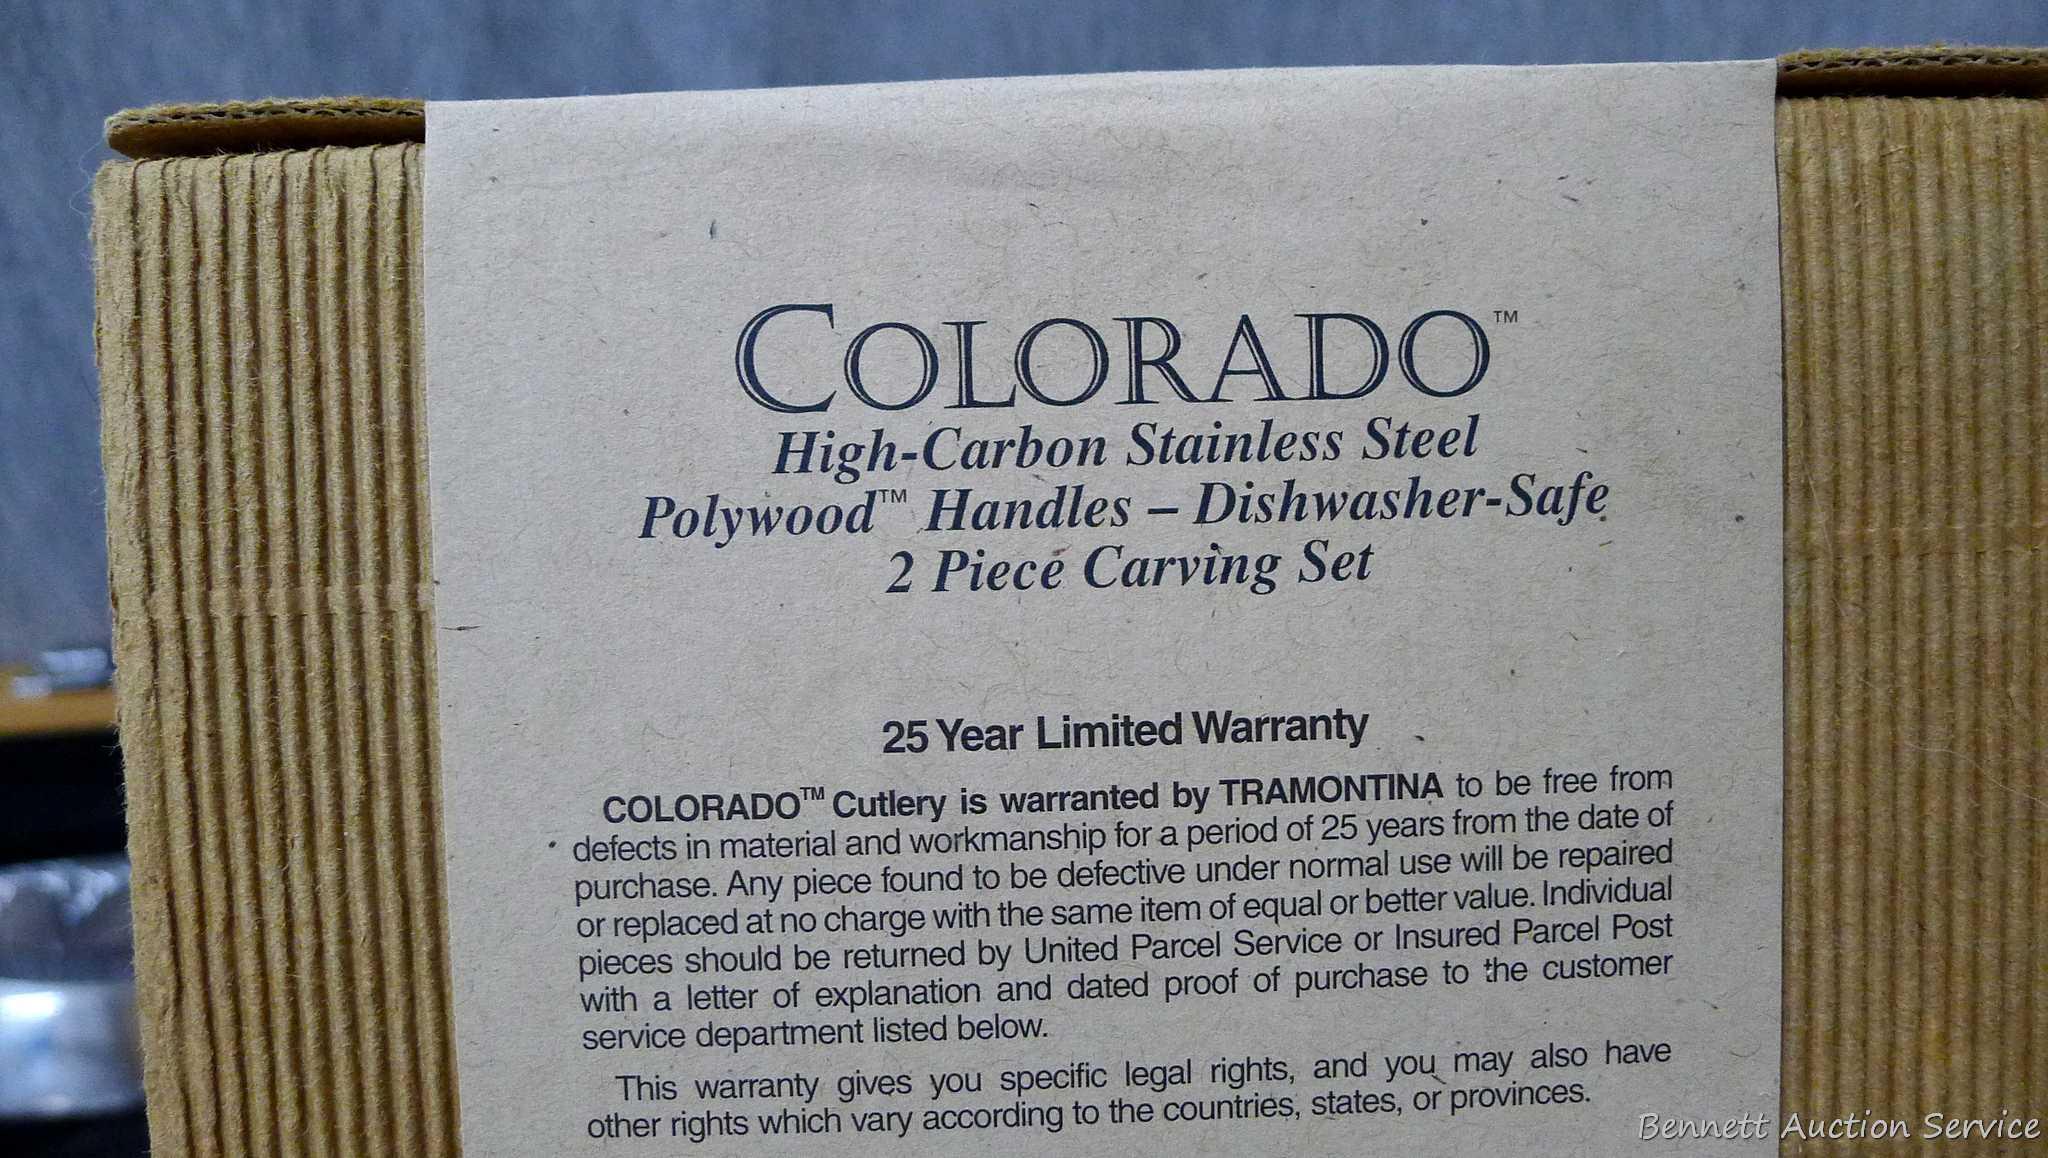 COLORADO™
High-Carbon Stainless Steel
Polywood™ Handles – Dishwasher-Safe
2 Piece Carving Set
25 Year Limited Warranty
COLORADO™ Cutlery is warranted by TRAMONTINA to be free from
defects in material and workmanship for a period of 25 years from the date of
purchase. Any piece found to be defective under normal use will be repaired
or replaced at no charge with the same item of equal or better value. Individual
pieces should be returned by United Parcel Service or Insured Parcel Post
with a letter of explanation and dated proof of purchase to the customer
service department listed below.
This warranty gives you specific legal rights, and you may also have
other rights which vary according to the countries, states, or provinces.
Bennett Auction Service